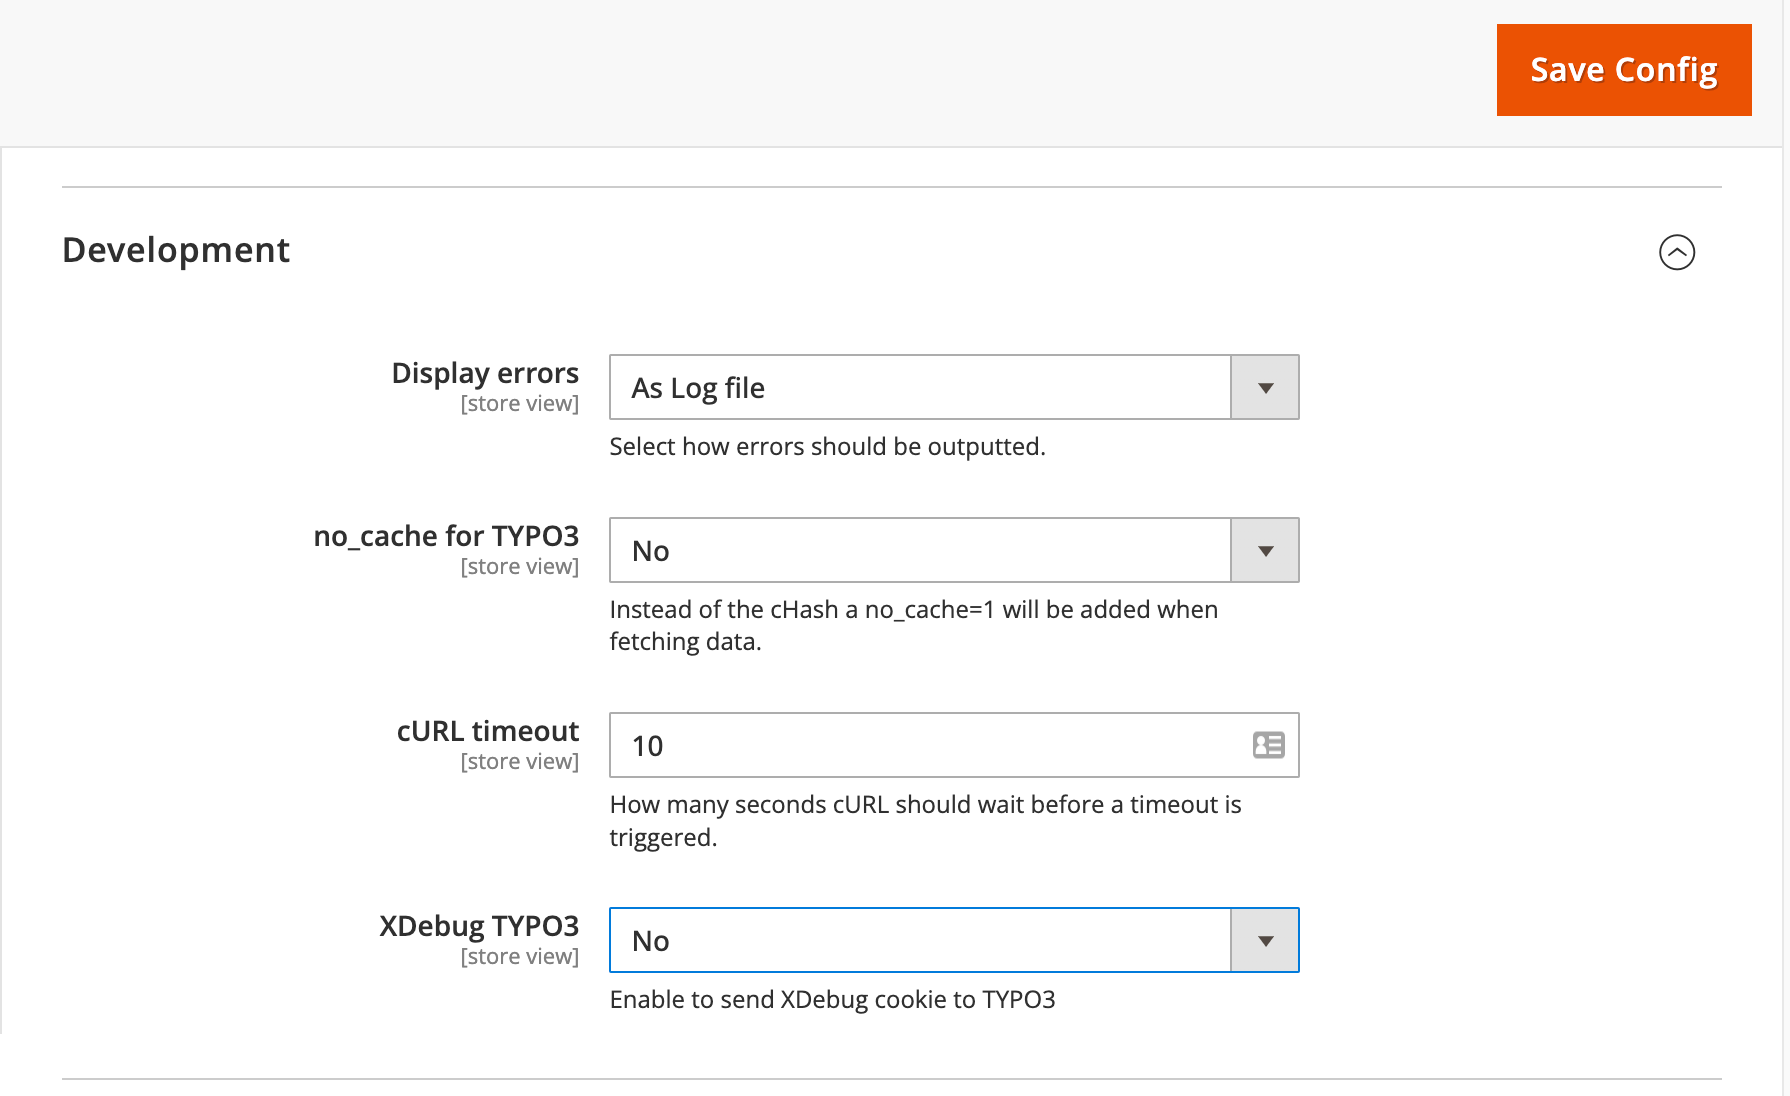 Save Config
Development
Display errors
[store view]
As Log file
Select how errors should be outputted.
no_cache for TYPO3
[store view]
No
Instead of the cHash a no_cache=1 will be added when
fetching data.
cURL timeout
[store view]
10
How many seconds cURL should wait before a timeout is
triggered.
XDebug TYPO3
[store view]
No
Enable to send XDebug cookie to TYPO3